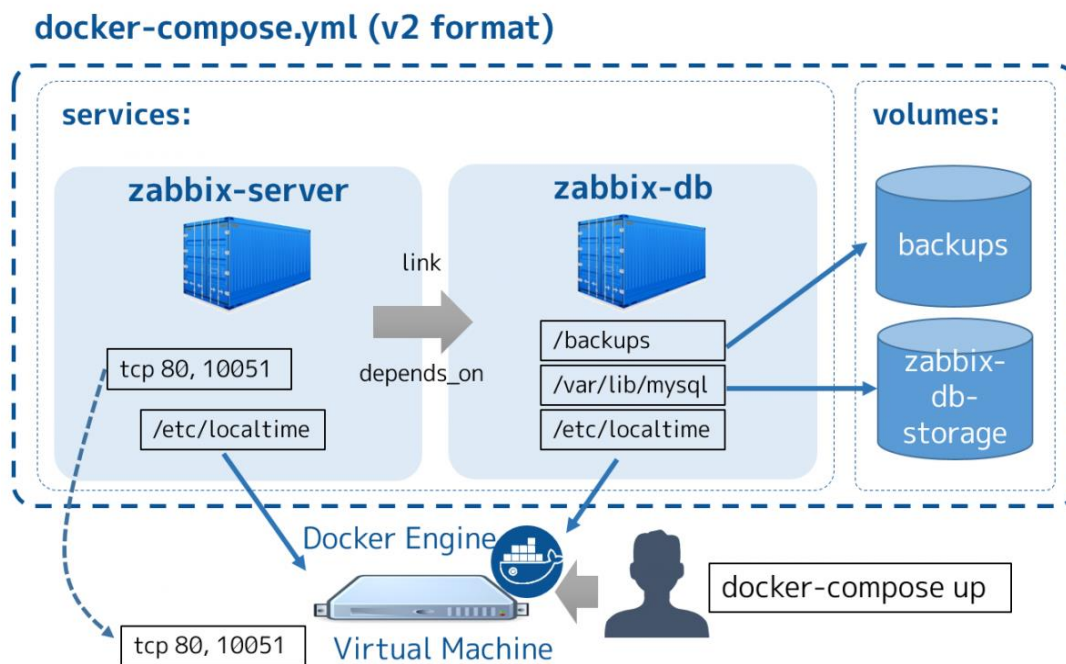 docker-compose.yml (v2 format)
services:
volumes:
zabbix-server
zabbix-db
backups
link
depends_on
tcp 80, 10051
/etc/localtime
/backups
/var/lib/mysql
/etc/localtime
zabbix-
db-
storage
Docker Engine
Virtual Machine
docker-compose up
tcp 80, 10051